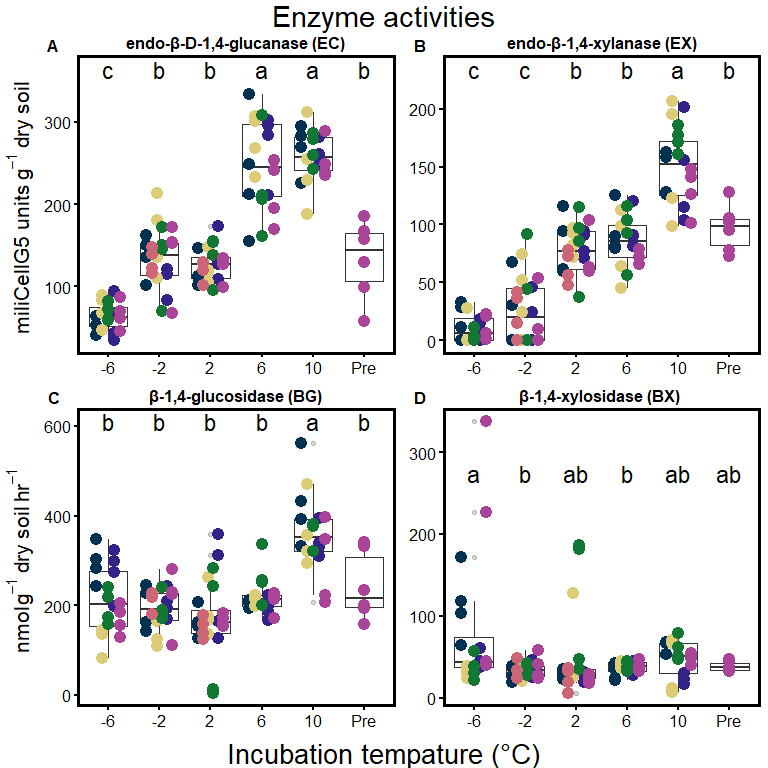 Enzyme activities
A endo-β-D-1,4-glucanase (EC)
c b b a a b
300
200
100
milliCellG5 units g⁻¹ dry soil
-6 -2 2 6 10 Pre
B endo-β-1,4-xylanase (EX)
c c b b a b
200
150
100
50
0
-6 -2 2 6 10 Pre
C β-1,4-glucosidase (BG)
b b b b a b
600
400
200
0
nmolg⁻¹ dry soil hr⁻¹
-6 -2 2 6 10 Pre
D β-1,4-xylosidase (BX)
a b ab b ab ab
300
200
100
0
-6 -2 2 6 10 Pre
Incubation tempature (°C)